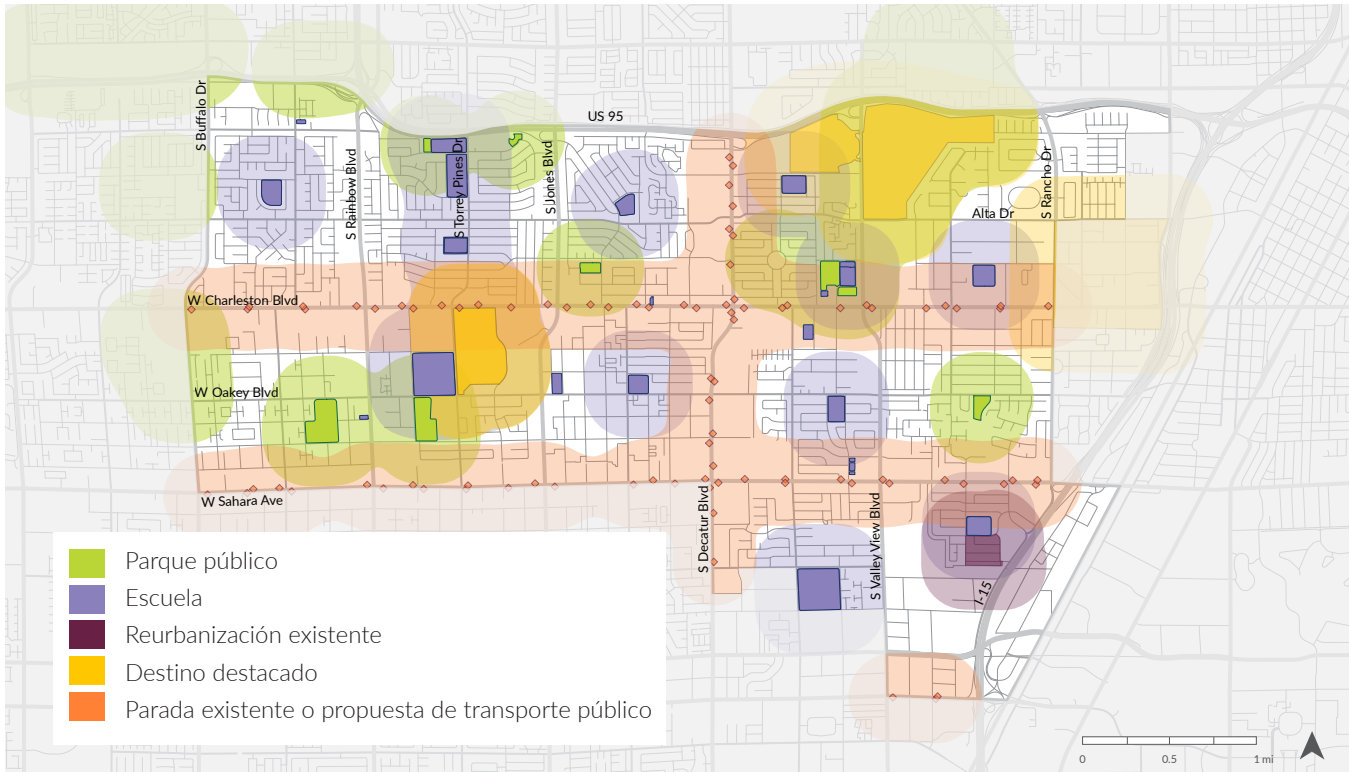 US 95
S Buffalo Dr
S Rainbow Blvd
S Torrey Pines Dr
S Jones Blvd
S Rancho Dr
Alta Dr
W Charleston Blvd
W Oakey Blvd
W Sahara Ave
S Decatur Blvd
S Valley View Blvd
I-15
Parque público
Escuela
Reurbanización existente
Destino destacado
Parada existente o propuesta de transporte público
0 0.5 1 mi